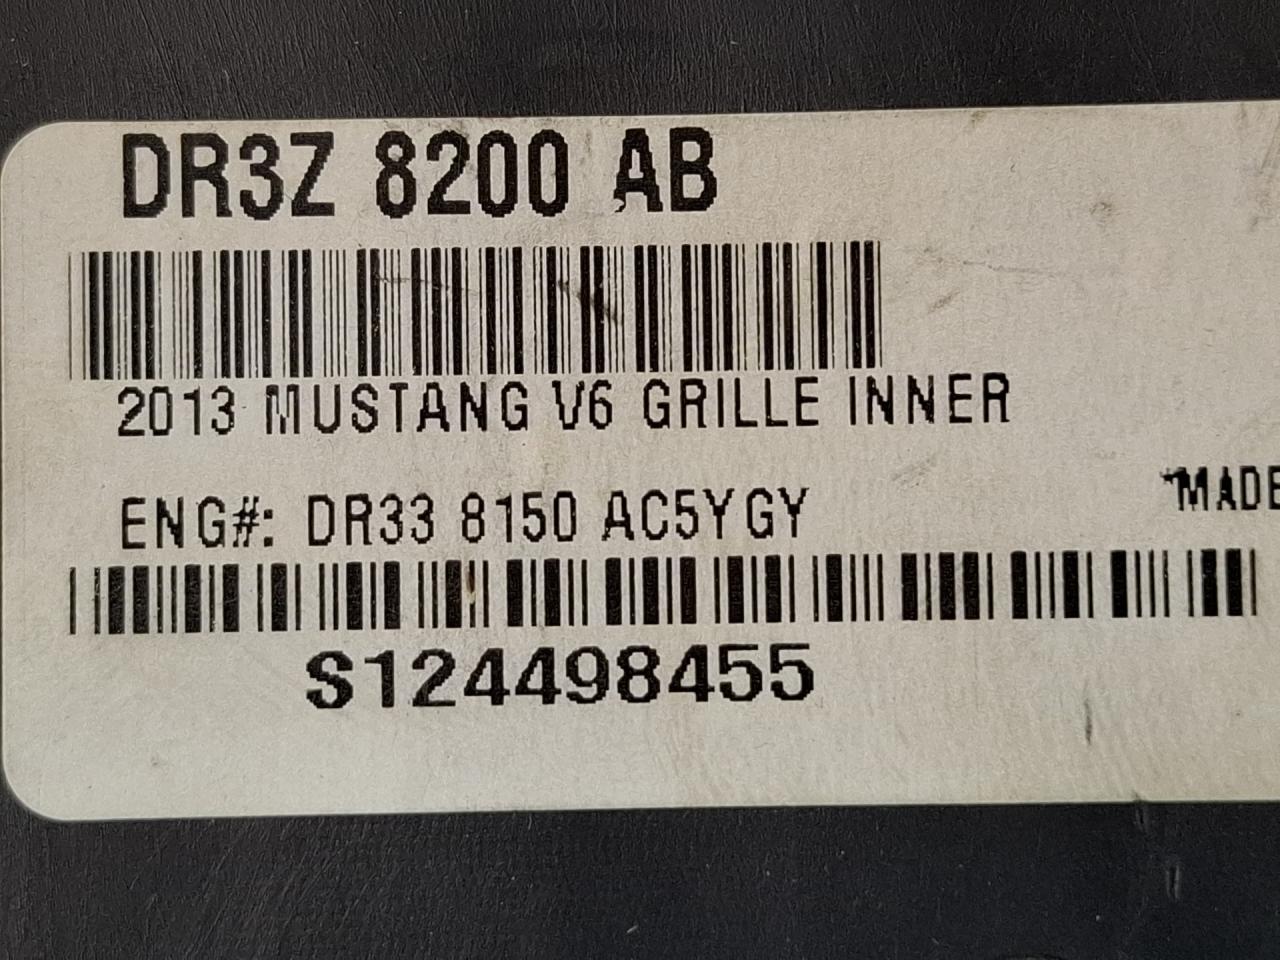 DR3Z 8200 AB
2013 MUSTANG V6 GRILLE INNER
ENG#: DR33 8150 AC5YGY
*MADE
S124498455